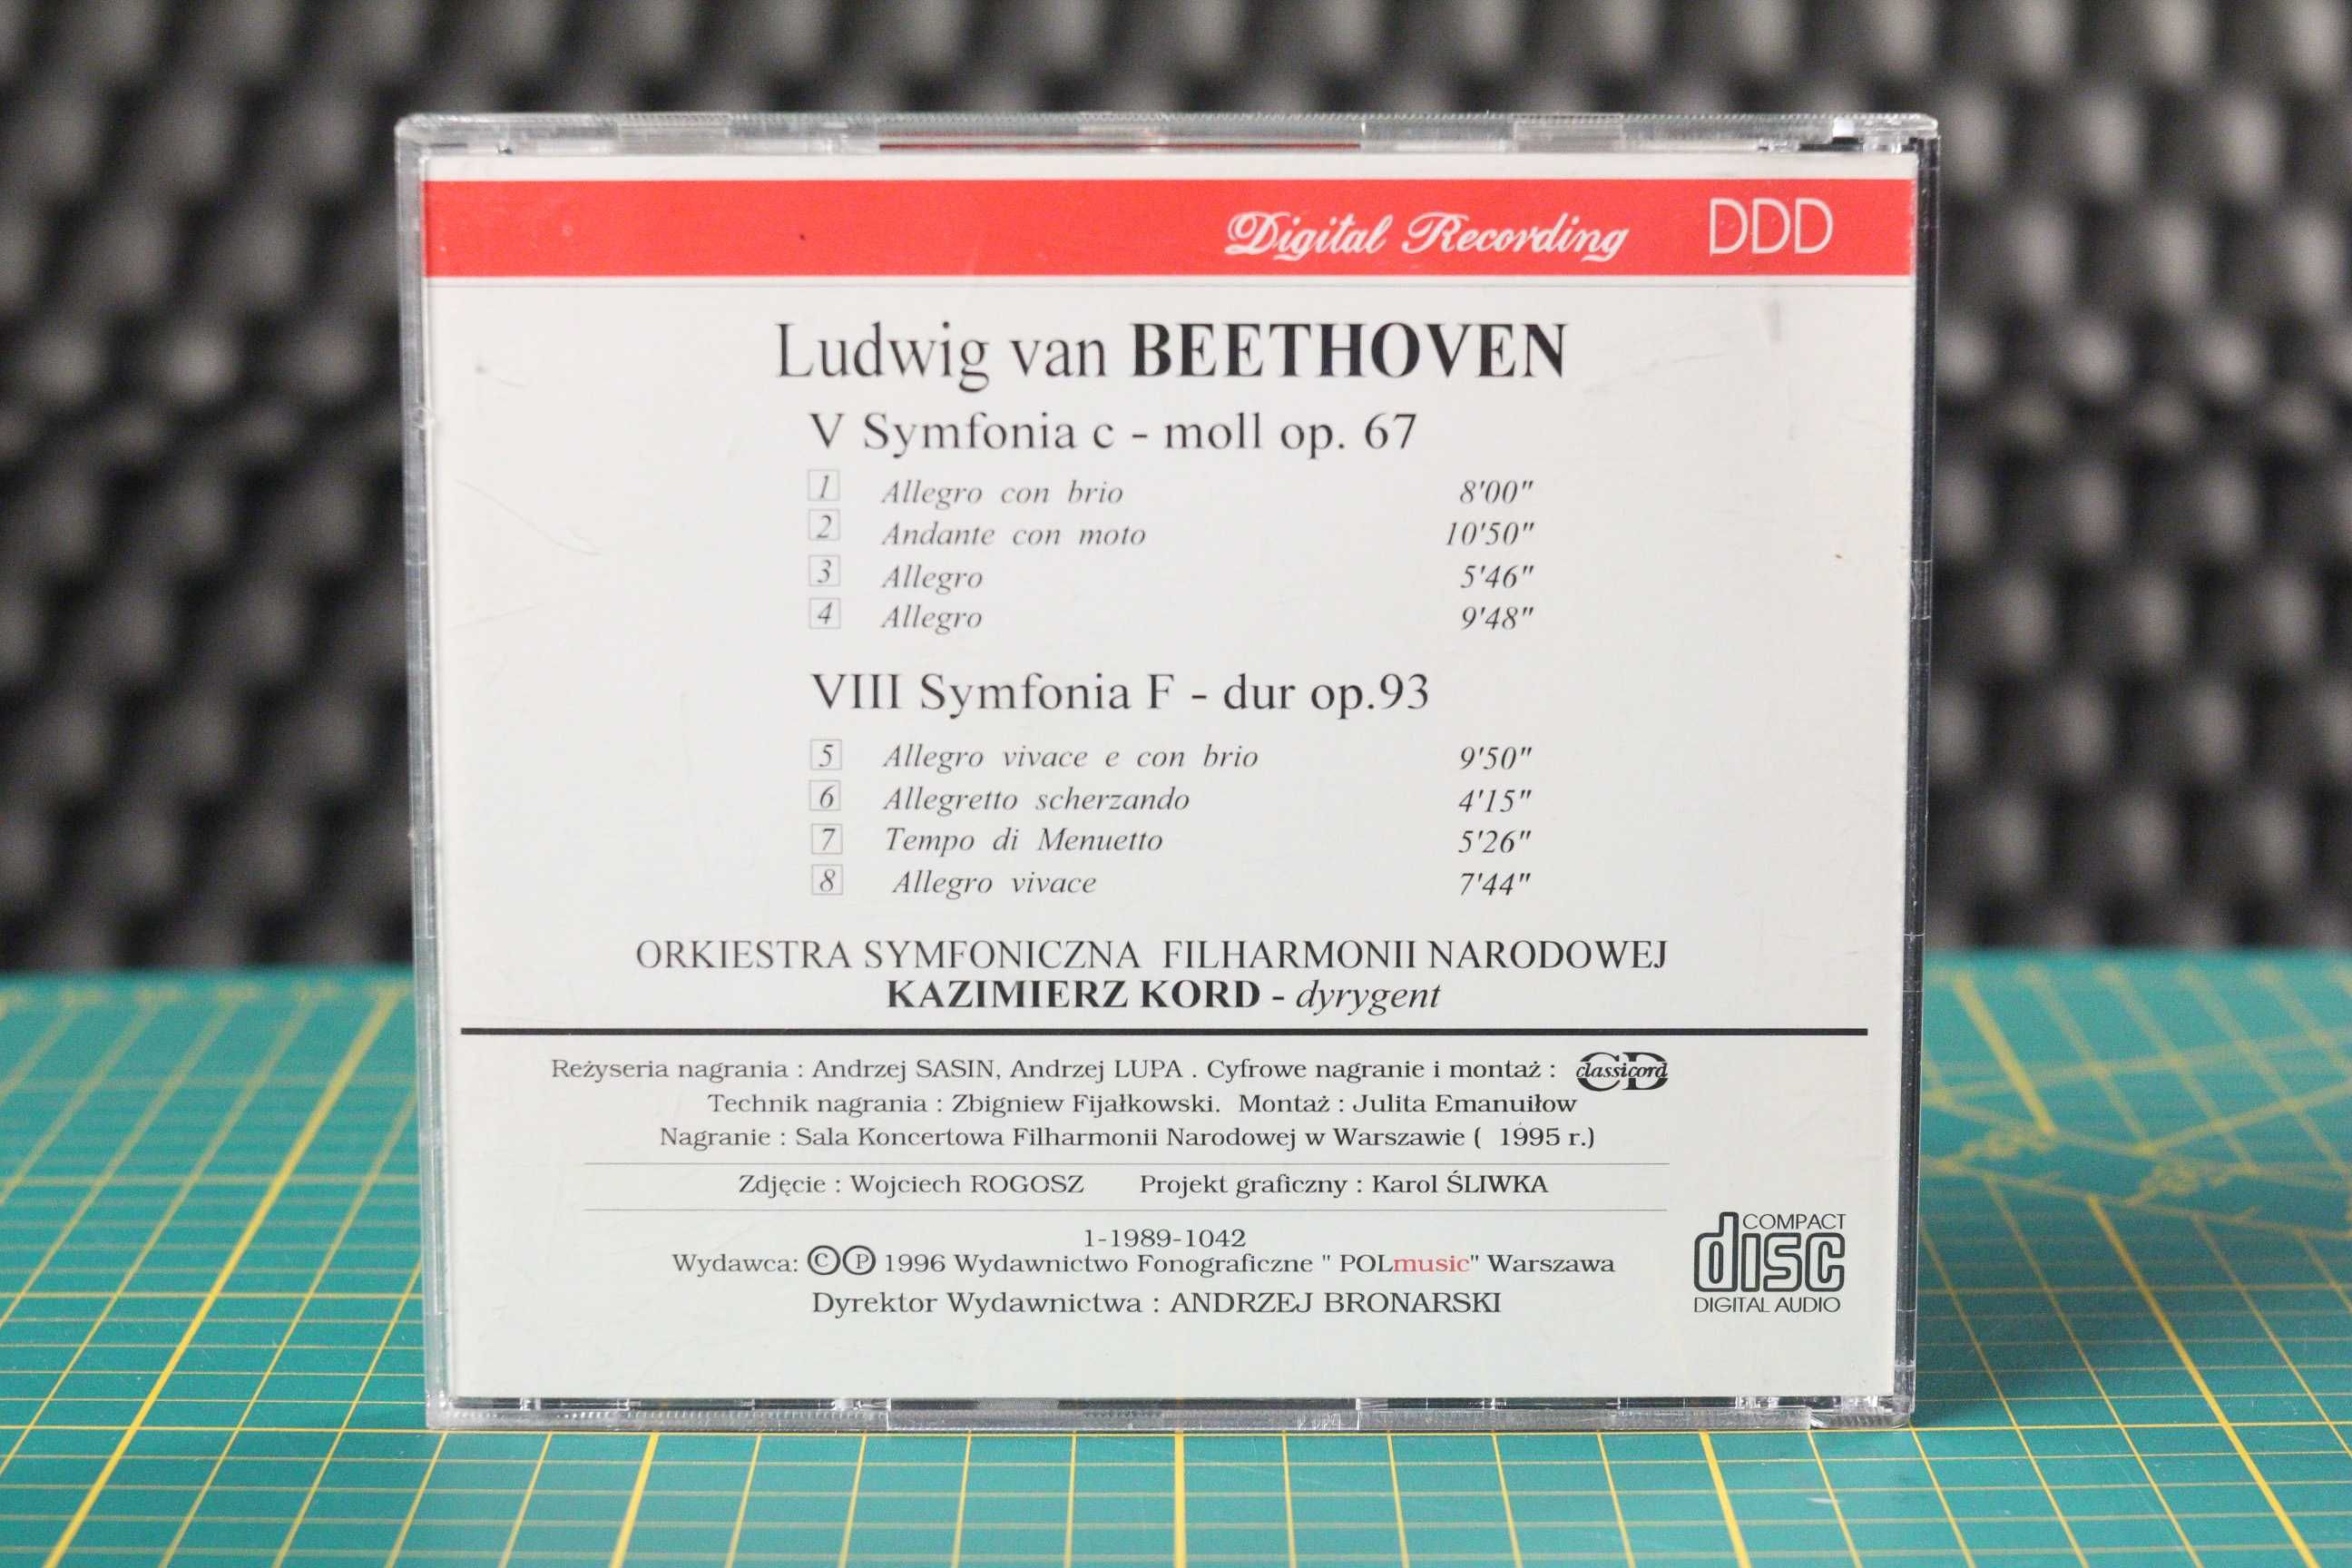 Digital Recording DDD
Ludwig van BEETHOVEN
V Symfonia c - moll op. 67
1 Allegro con brio 8'00"
2 Andante con moto 10'50"
3 Allegro 5'46"
4 Allegro 9'48"
VIII Symfonia F - dur op.93
5 Allegro vivace e con brio 9'50"
6 Allegretto scherzando 4'15"
7 Tempo di Menuetto 5'26"
8 Allegro vivace 7'44"
ORKIESTRA SYMFONICZNA FILHARMONII NARODOWEJ
KAZIMIERZ KORD - dyrygent
Reżyseria nagrania : Andrzej SASIN, Andrzej LUPA . Cyfrowe nagranie i montaż : CD classicord
Technik nagrania : Zbigniew Fijałkowski. Montaż : Julita Emanuiłow
Nagranie : Sala Koncertowa Filharmonii Narodowej w Warszawie ( 1995 r.)
Zdjęcie : Wojciech ROGOSZ Projekt graficzny : Karol ŚLIWKA
1-1989-1042
Wydawca: ©℗ 1996 Wydawnictwo Fonograficzne " POLmusic" Warszawa
Dyrektor Wydawnictwa : ANDRZEJ BRONARSKI
COMPACT
disc
DIGITAL AUDIO